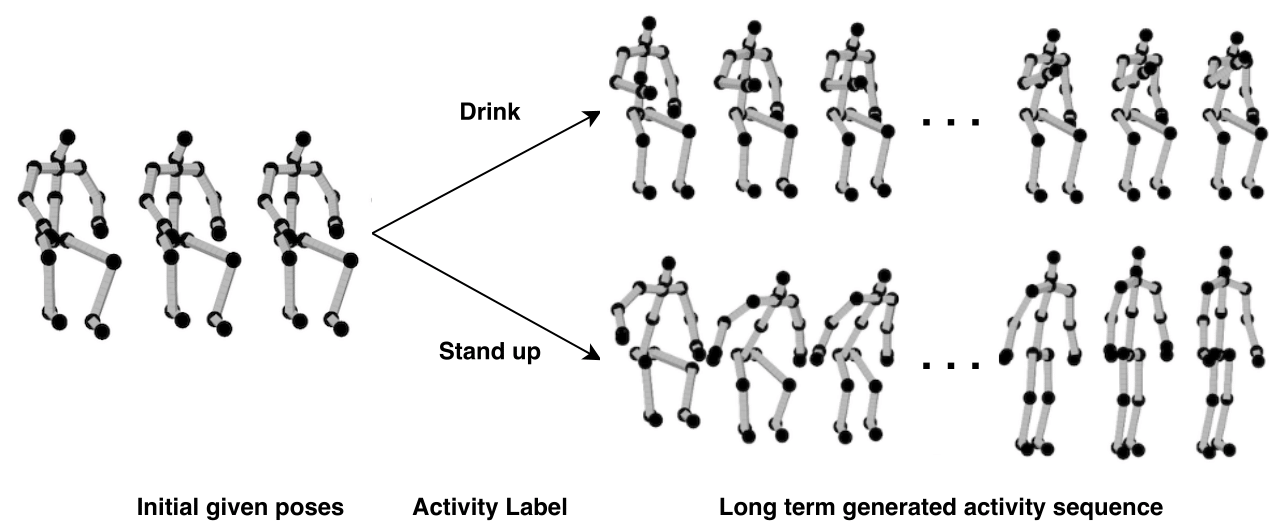 Drink
Stand up
Initial given poses
Activity Label
Long term generated activity sequence